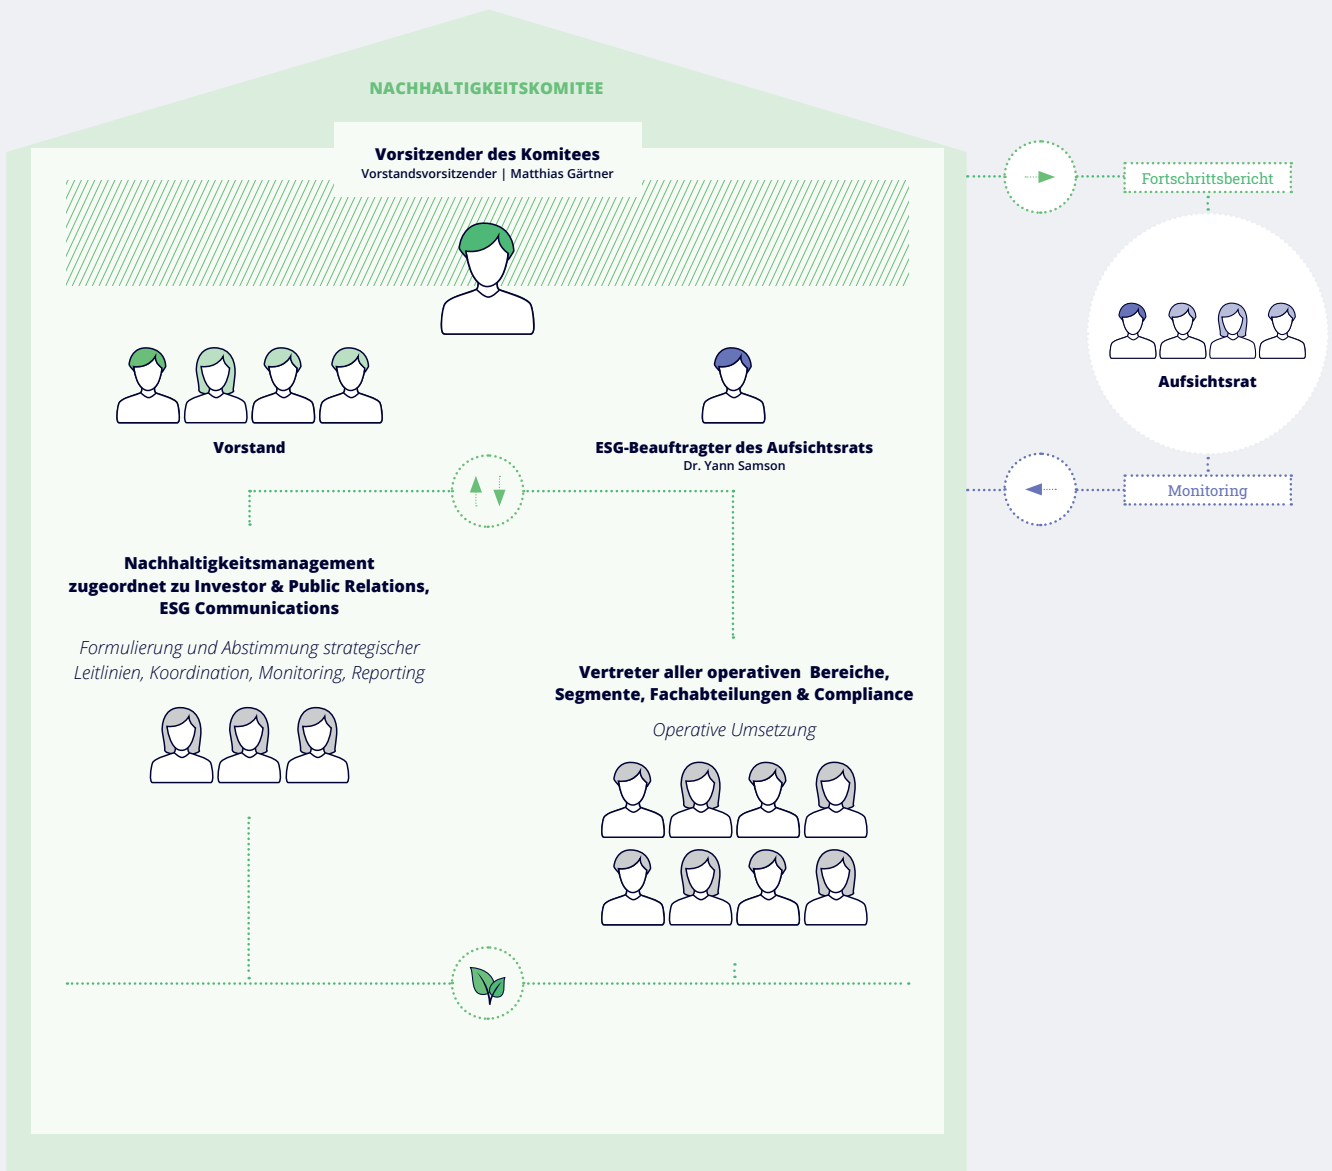 NACHHALTIGKEITSKOMITEE
Vorsitzender des Komitees
Vorstandsvorsitzender | Matthias Gärtner
Fortschrittsbericht
Aufsichtsrat
Vorstand
ESG-Beauftragter des Aufsichtsrats
Dr. Yann Samson
Monitoring
Nachhaltigkeitsmanagement
zugeordnet zu Investor & Public Relations,
ESG Communications
Formulierung und Abstimmung strategischer
Leitlinien, Koordination, Monitoring, Reporting
Vertreter aller operativen Bereiche,
Segmente, Fachabteilungen & Compliance
Operative Umsetzung